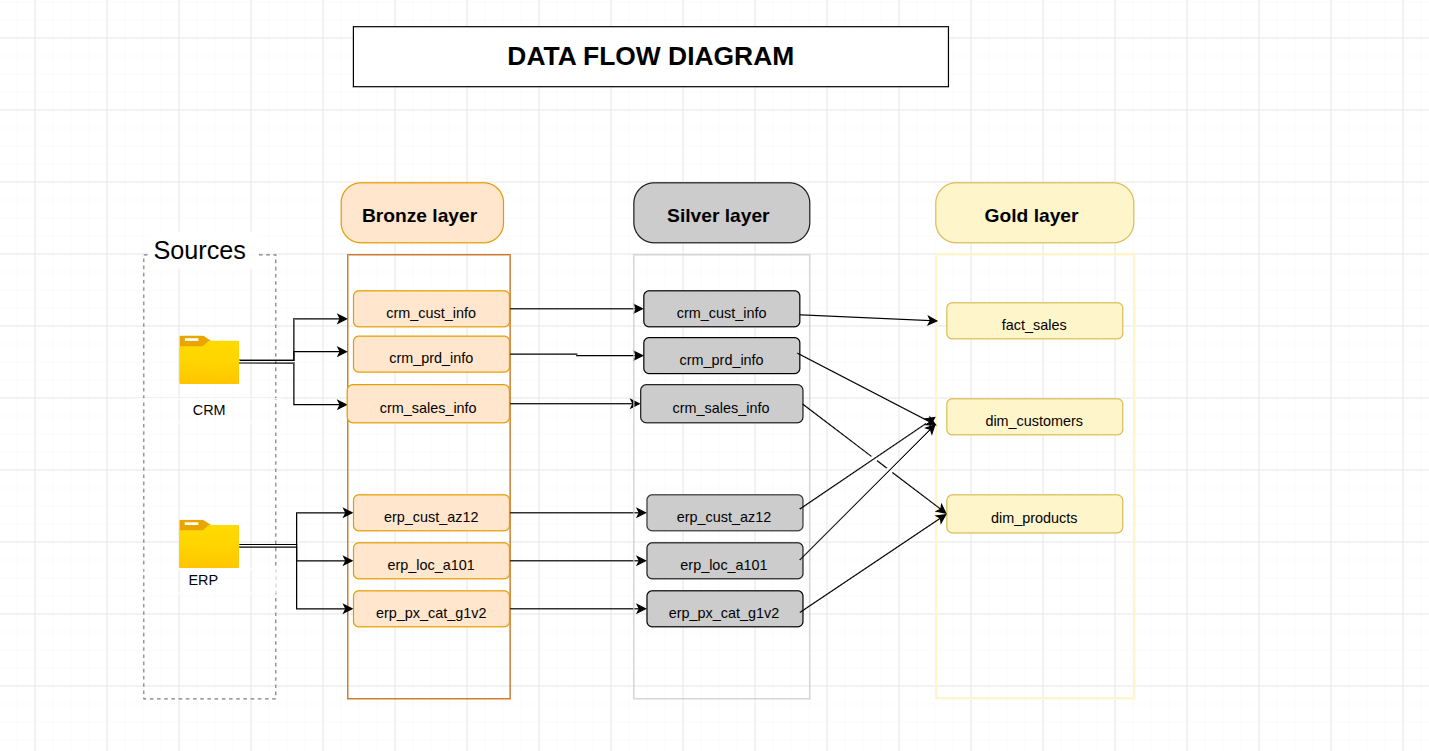 DATA FLOW DIAGRAM
Sources
CRM
ERP
Bronze layer
crm_cust_info
crm_prd_info
crm_sales_info
erp_cust_az12
erp_loc_a101
erp_px_cat_g1v2
Silver layer
crm_cust_info
crm_prd_info
crm_sales_info
erp_cust_az12
erp_loc_a101
erp_px_cat_g1v2
Gold layer
fact_sales
dim_customers
dim_products